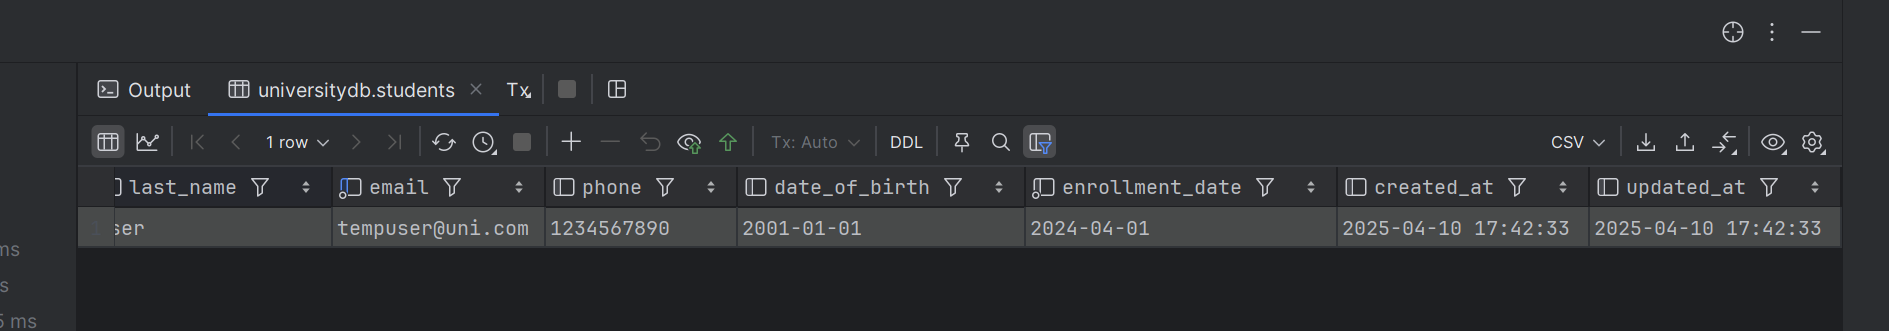 Output universitydb.students Tx
1 row Tx: Auto DDL CSV
last_name email phone date_of_birth enrollment_date created_at updated_at
1 ser tempuser@uni.com 1234567890 2001-01-01 2024-04-01 2025-04-10 17:42:33 2025-04-10 17:42:33
ms
s
5 ms